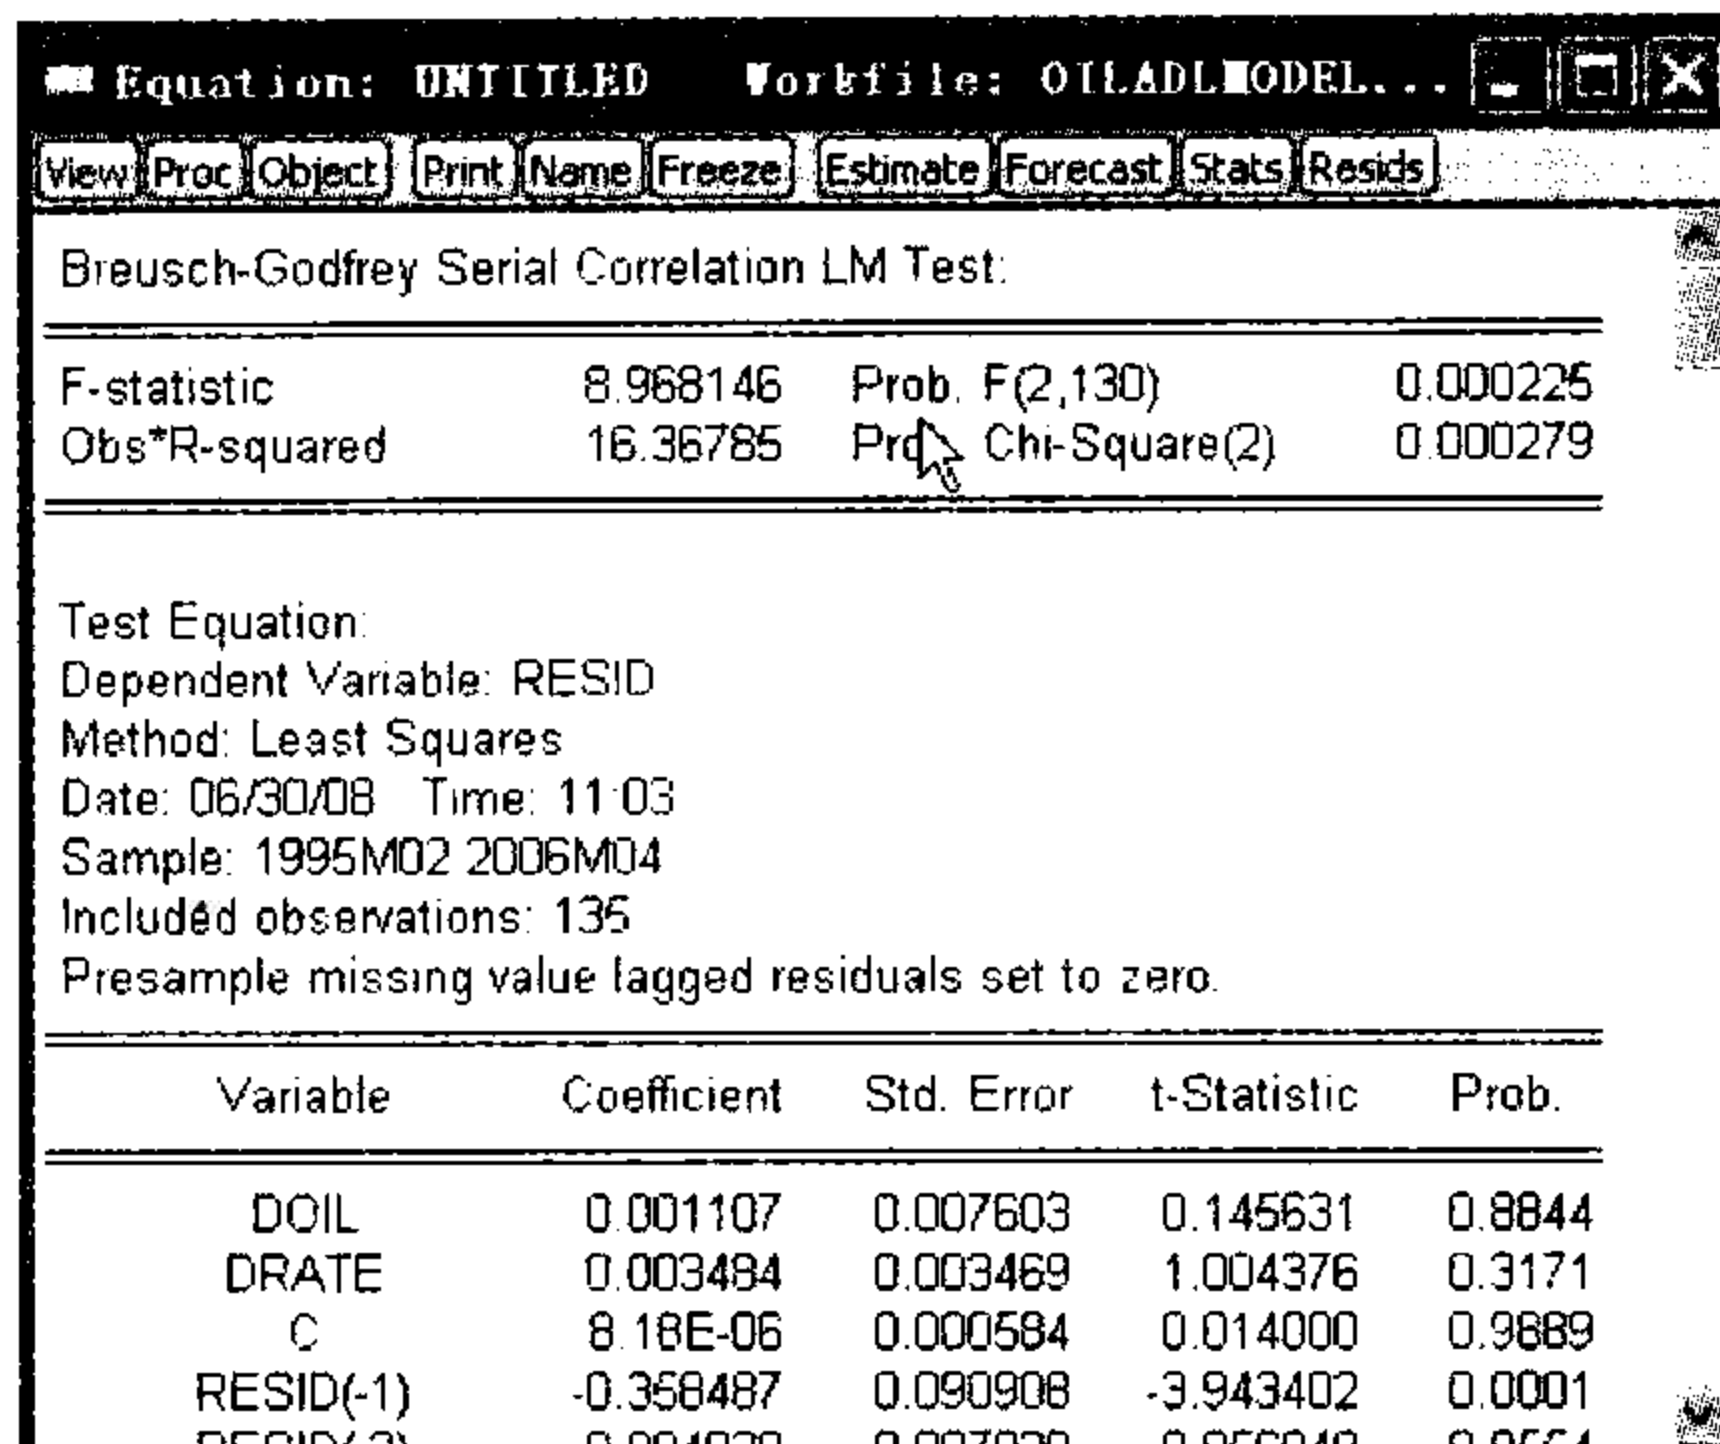 Equation: UNTITLED Workfile: OILADLMODEL...
View Proc Object Print Name Freeze Estimate Forecast Stats Resids
Breusch-Godfrey Serial Correlation LM Test:
F-statistic 8.968146 Prob. F(2,130) 0.000225
Obs*R-squared 16.36785 Chi-Square(2) 0.000279
Test Equation:
Dependent Variable: RESID
Method: Least Squares
Date: 06/30/08 Time: 11:03
Sample: 1995M02 2006M04
Included observations: 135
Presample missing value lagged residuals set to zero.
Variable Coefficient Std. Error t-Statistic Prob.
DOIL 0.001107 0.007603 0.145631 0.8844
DRATE 0.003484 0.003469 1.004376 0.3171
C 8.18E-06 0.000584 0.014000 0.9889
RESID(-1) -0.358487 0.090908 -3.943402 0.0001